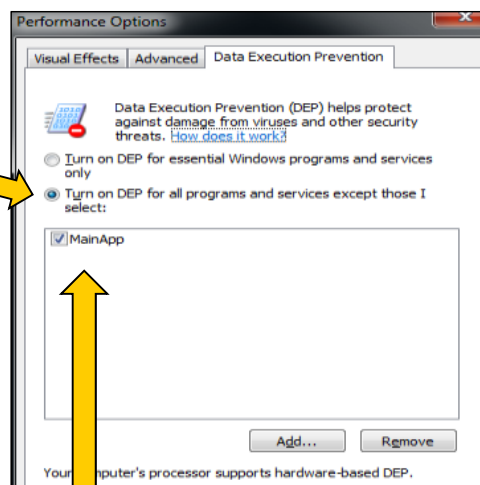 Performance Options
Visual Effects Advanced Data Execution Prevention
Data Execution Prevention (DEP) helps protect
against damage from viruses and other security
threats. How does it work?
Turn on DEP for essential Windows programs and services
only
Turn on DEP for all programs and services except those I
select:
MainApp
Add... Remove
Your puter's processor supports hardware-based DEP.